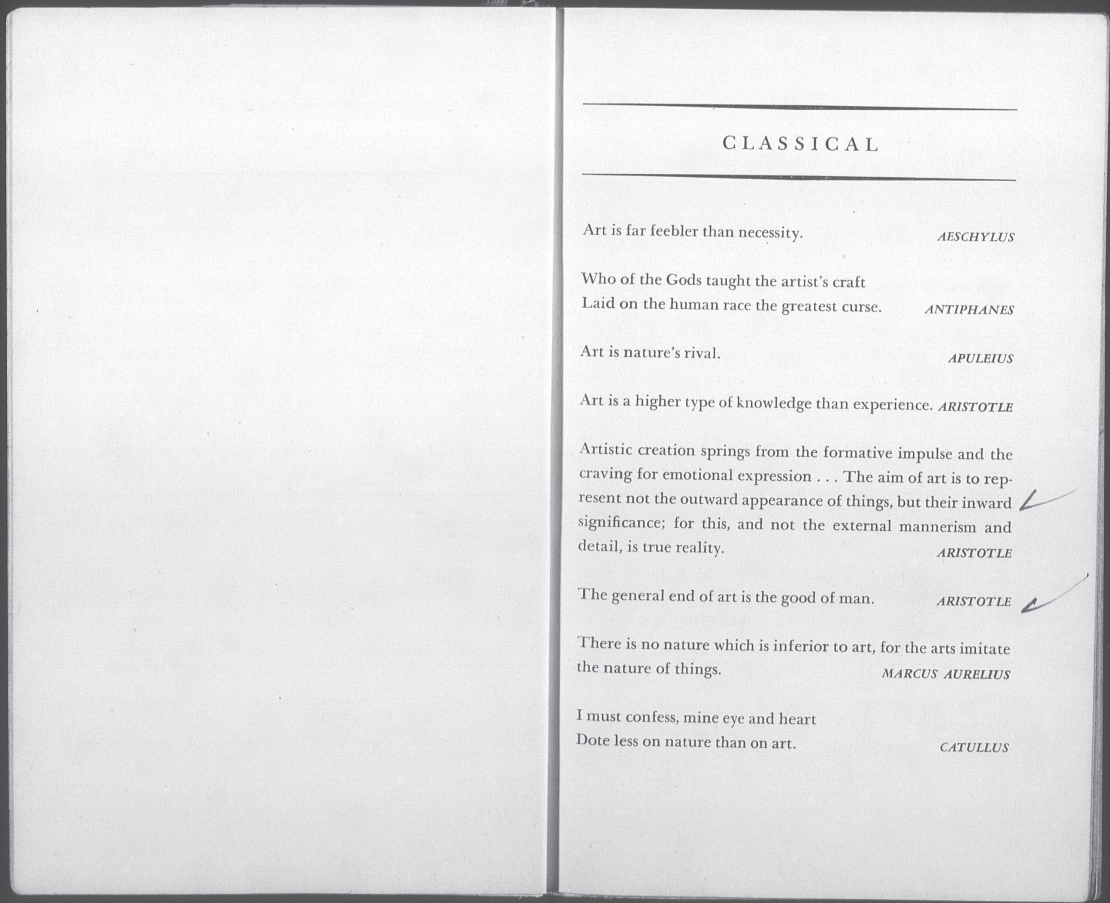 CLASSICAL
Art is far feebler than necessity. AESCHYLUS
Who of the Gods taught the artist's craft
Laid on the human race the greatest curse. ANTIPHANES
Art is nature's rival. APULEIUS
Art is a higher type of knowledge than experience. ARISTOTLE
Artistic creation springs from the formative impulse and the
craving for emotional expression . . . The aim of art is to rep-
resent not the outward appearance of things, but their inward
significance; for this, and not the external mannerism and
detail, is true reality. ARISTOTLE
The general end of art is the good of man. ARISTOTLE
There is no nature which is inferior to art, for the arts imitate
the nature of things. MARCUS AURELIUS
I must confess, mine eye and heart
Dote less on nature than on art. CATULLUS